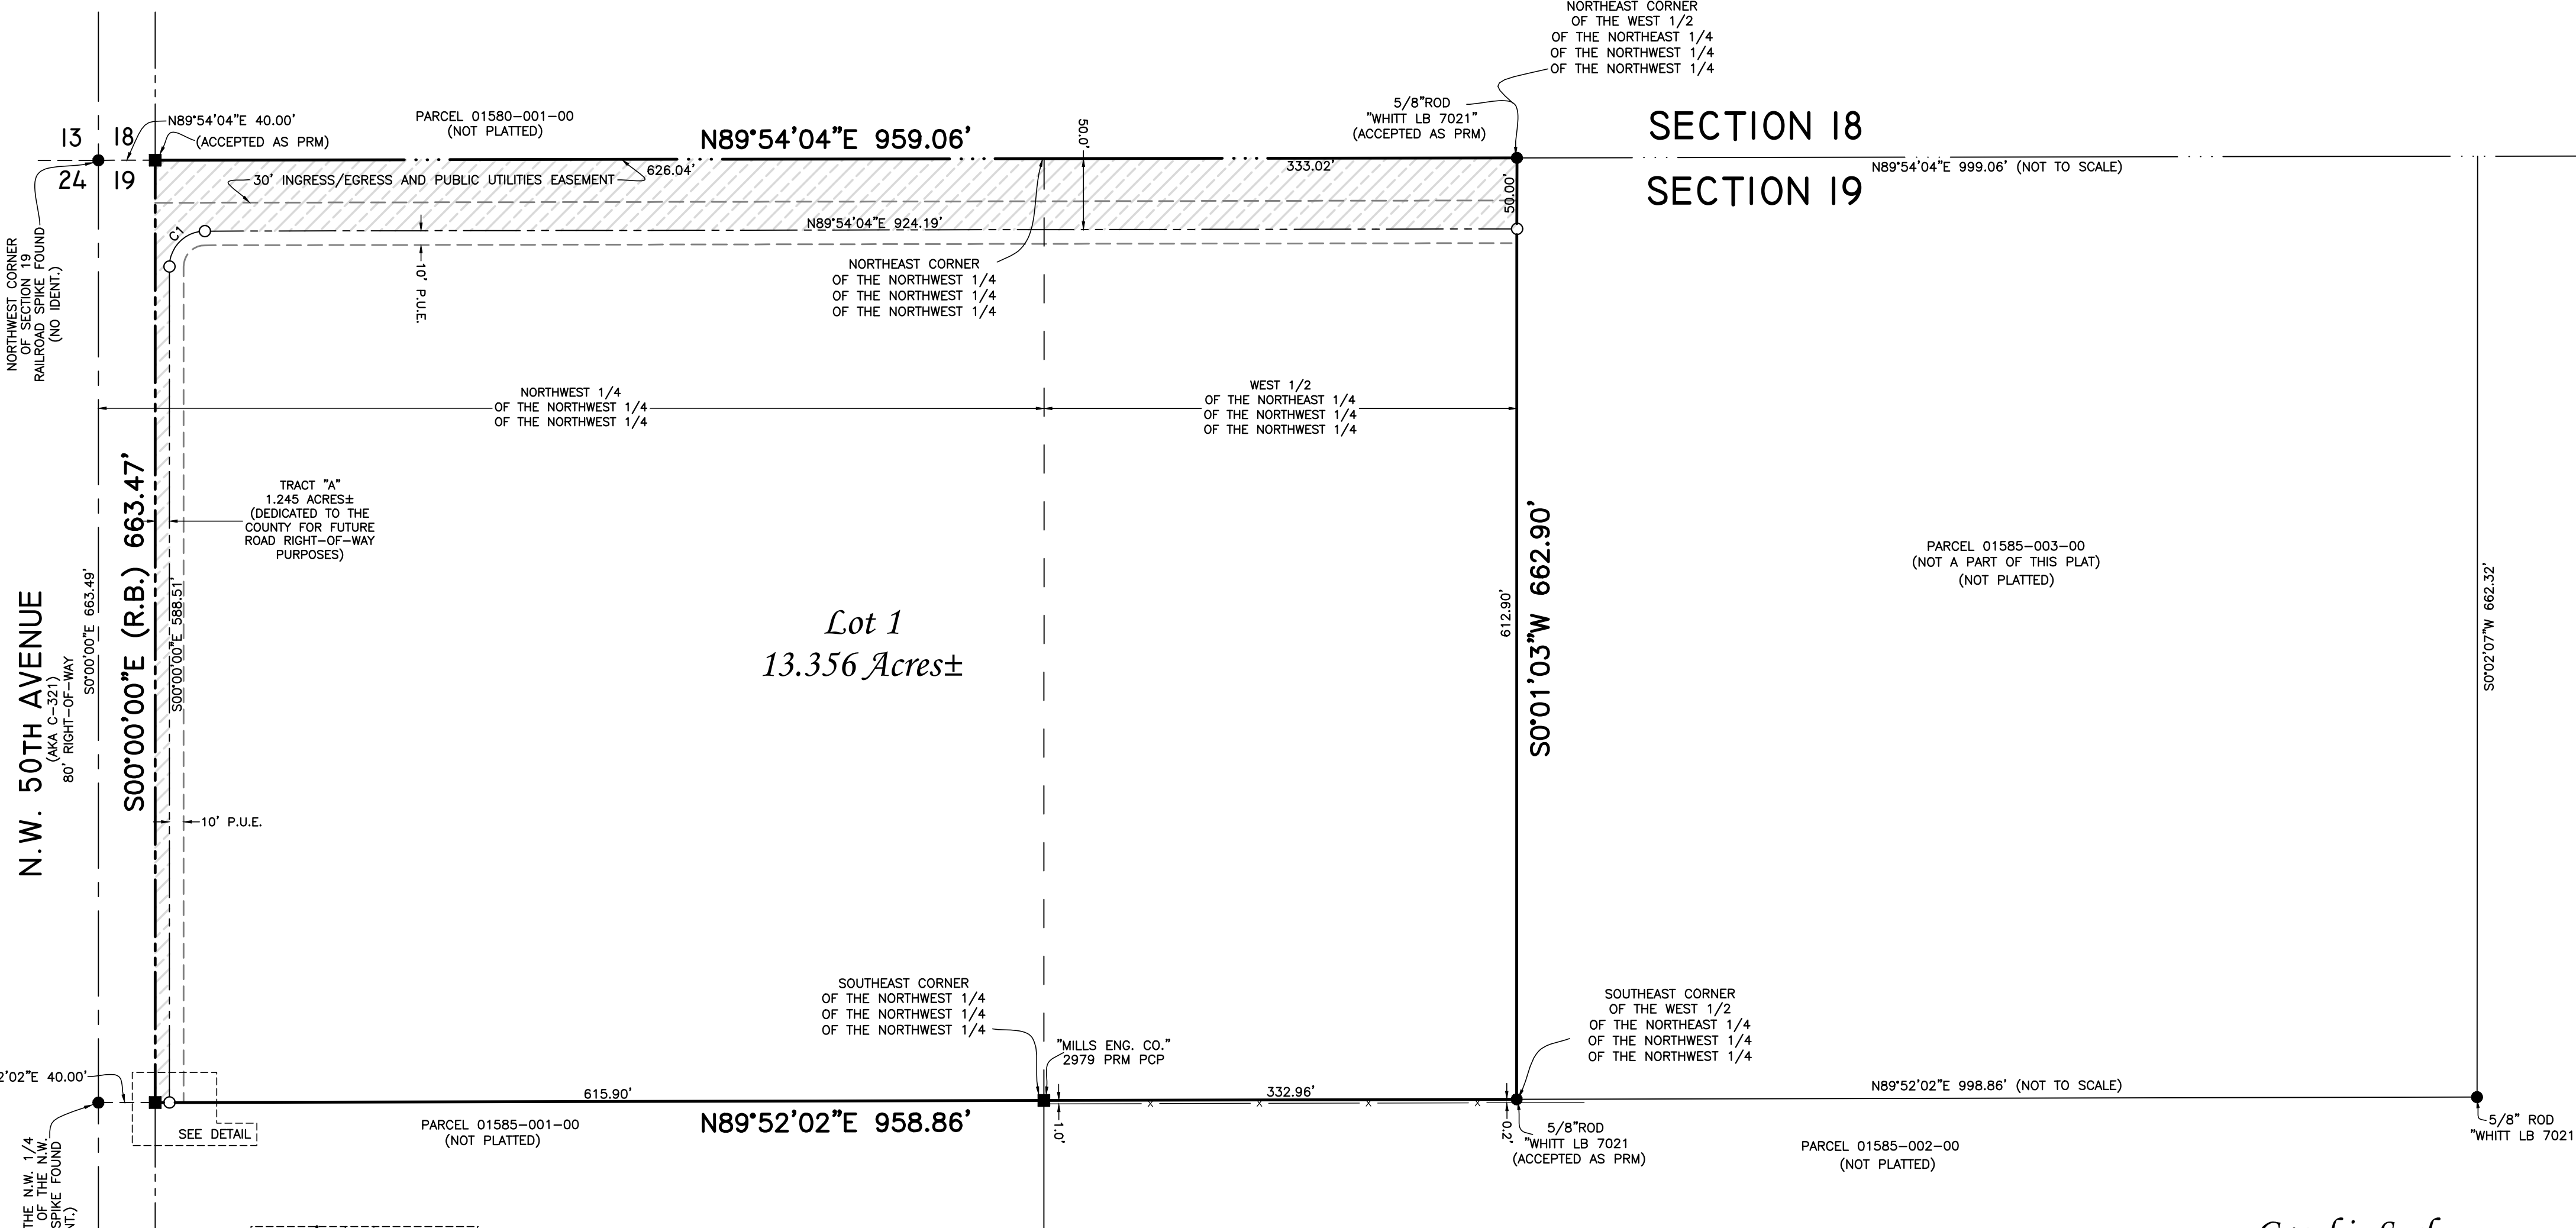 NORTHEAST CORNER
OF THE WEST 1/2
OF THE NORTHEAST 1/4
OF THE NORTHWEST 1/4
OF THE NORTHWEST 1/4
13 18
24 19
N89°54'04"E 40.00'
(ACCEPTED AS PRM)
PARCEL 01580-001-00
(NOT PLATTED)
N89°54'04"E 959.06'
50.0'
5/8"ROD
"WHITT LB 7021"
(ACCEPTED AS PRM)
SECTION 18
N89°54'04"E 999.06' (NOT TO SCALE)
SECTION 19
30' INGRESS/EGRESS AND PUBLIC UTILITIES EASEMENT
626.04'
333.02'
50.00'
C1
N89°54'04"E 924.19'
10' P.U.E.
NORTHWEST CORNER
OF SECTION 19
RAILROAD SPIKE FOUND
(NO IDENT.)
NORTHEAST CORNER
OF THE NORTHWEST 1/4
OF THE NORTHWEST 1/4
OF THE NORTHWEST 1/4
NORTHWEST 1/4
OF THE NORTHWEST 1/4
OF THE NORTHWEST 1/4
WEST 1/2
OF THE NORTHEAST 1/4
OF THE NORTHWEST 1/4
OF THE NORTHWEST 1/4
TRACT "A"
1.245 ACRES±
(DEDICATED TO THE
COUNTY FOR FUTURE
ROAD RIGHT-OF-WAY
PURPOSES)
N.W. 50TH AVENUE
(AKA C-321)
80' RIGHT-OF-WAY
S0°00'00"E 663.49'
S00°00'00"E (R.B.) 663.47'
S00°00'00"E 588.51'
Lot 1
13.356 Acres±
612.90'
S0°01'03"W 662.90'
PARCEL 01585-003-00
(NOT A PART OF THIS PLAT)
(NOT PLATTED)
S0°02'07"W 662.32'
10' P.U.E.
SOUTHEAST CORNER
OF THE NORTHWEST 1/4
OF THE NORTHWEST 1/4
OF THE NORTHWEST 1/4
"MILLS ENG. CO."
2979 PRM PCP
SOUTHEAST CORNER
OF THE WEST 1/2
OF THE NORTHEAST 1/4
OF THE NORTHWEST 1/4
OF THE NORTHWEST 1/4
2'02"E 40.00'
615.90'
332.96'
N89°52'02"E 998.86' (NOT TO SCALE)
SEE DETAIL
PARCEL 01585-001-00
(NOT PLATTED)
N89°52'02"E 958.86'
1.0'
0.2'
5/8"ROD
"WHITT LB 7021
(ACCEPTED AS PRM)
PARCEL 01585-002-00
(NOT PLATTED)
5/8" ROD
"WHITT LB 7021
THE N.W. 1/4
OF THE N.W.
SPIKE FOUND
NT.)